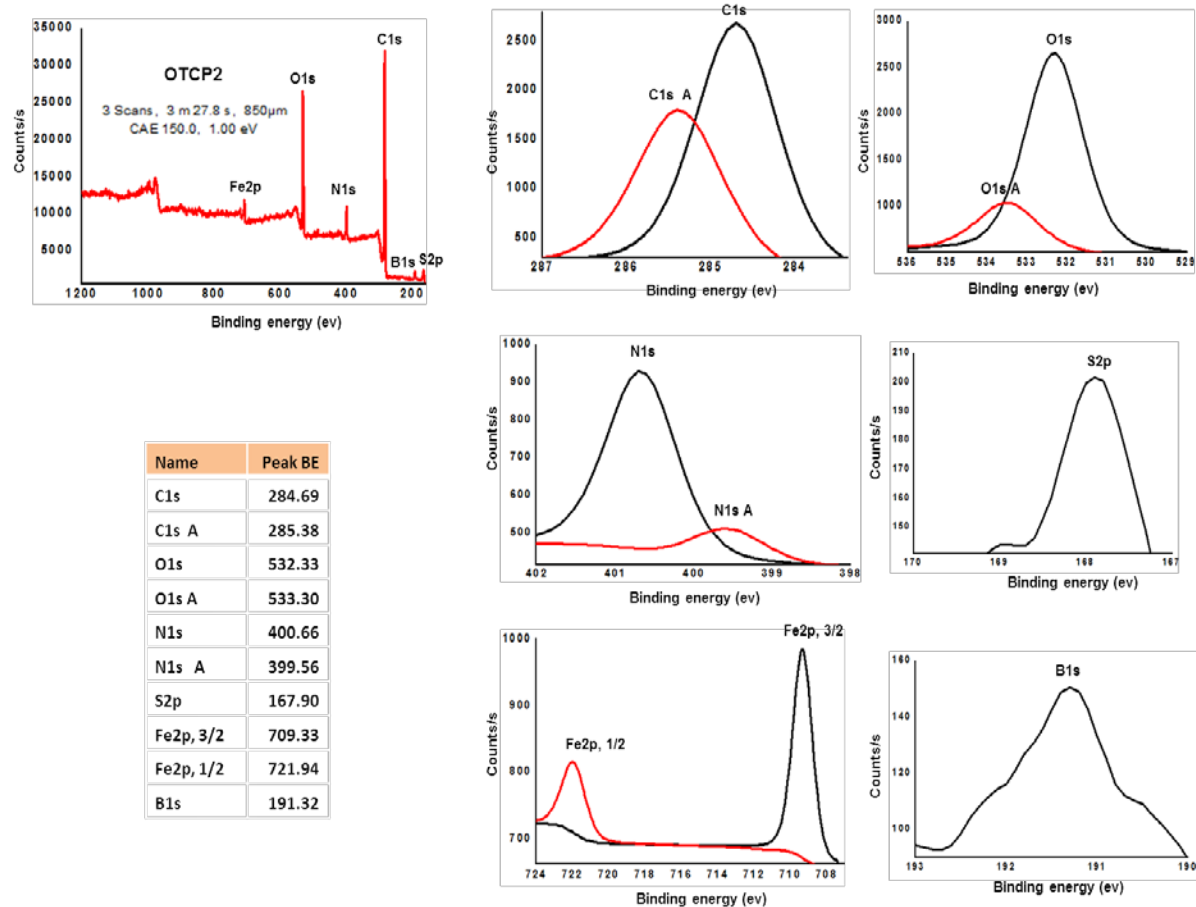 35000
30000
25000
20000
15000
10000
5000
Counts/s
OTCP2
3 Scans, 3 m 27.8 s, 850µm
CAE 150.0, 1.00 eV
C1s
O1s
Fe2p
N1s
B1s
S2p
1200 1000 800 600 400 200
Binding energy (ev)
2500
2000
1500
1000
500
Counts/s
C1s
C1s A
287 286 285 284
Binding energy (ev)
3000
2500
2000
1500
1000
500
Counts/s
O1s
O1s A
536 535 534 533 532 531 530 529
Binding energy (ev)
1000
900
800
700
600
500
Counts/s
N1s
N1s A
402 401 400 399 398
Binding energy (ev)
210
200
190
180
170
160
150
Counts/s
S2p
170 169 168 167
Binding energy (ev)
Name Peak BE
C1s 284.69
C1s A 285.38
O1s 532.33
O1s A 533.30
N1s 400.66
N1s A 399.56
S2p 167.90
Fe2p, 3/2 709.33
Fe2p, 1/2 721.94
B1s 191.32
1000
900
800
700
Counts/s
Fe2p, 3/2
Fe2p, 1/2
724 722 720 718 716 714 712 710 708
Binding energy (ev)
160
140
120
100
Counts/s
B1s
193 192 191 190
Binding energy (ev)